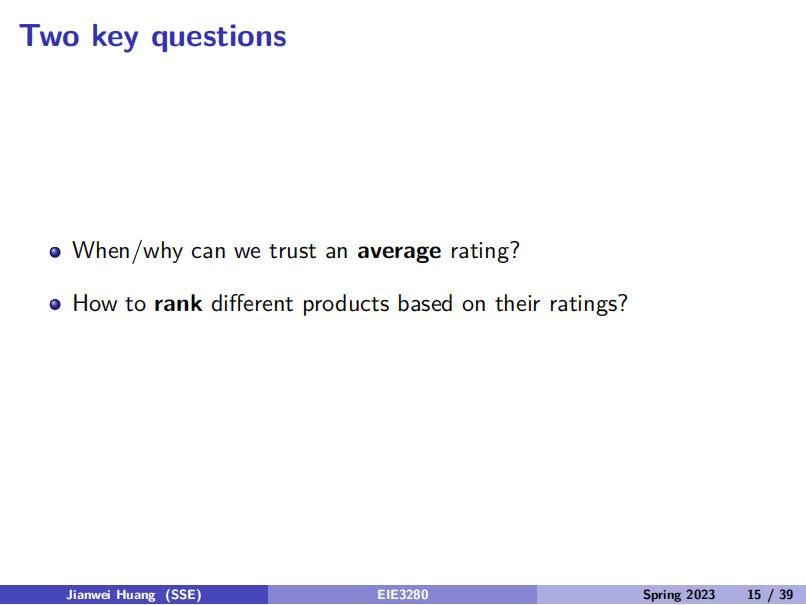 Two key questions
When/why can we trust an average rating?
How to rank different products based on their ratings?
Jianwei Huang (SSE) EIE3280 Spring 2023 15 / 39